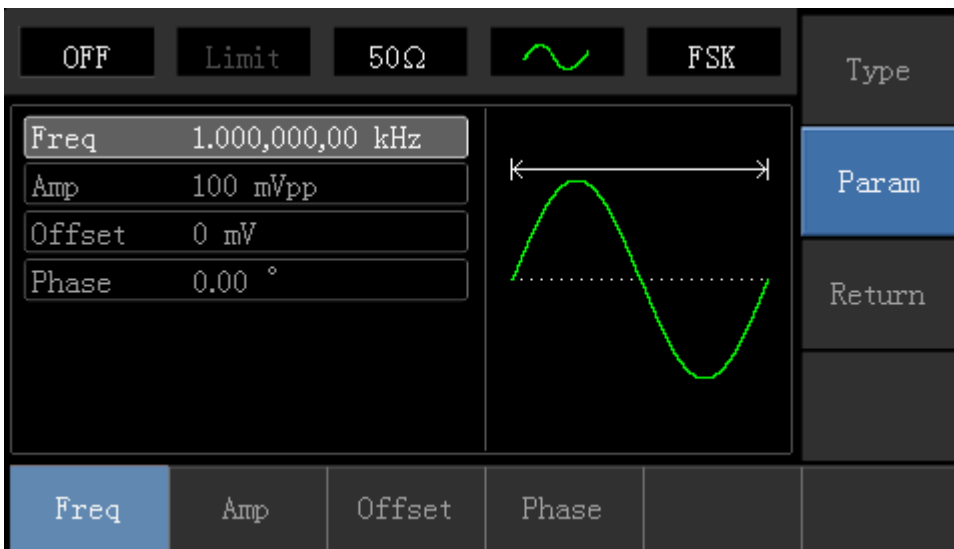 OFF Limit 50Ω FSK
Type
Freq 1.000,000,00 kHz
Amp 100 mVpp
Offset 0 mV
Phase 0.00 °
Param
Return
Freq Amp Offset Phase